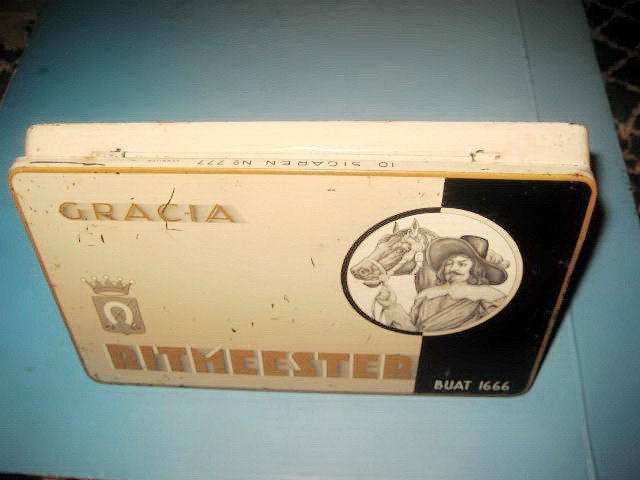 10 SIGAREN No 777
GRACIA
RITMEESTER
BUAT 1666